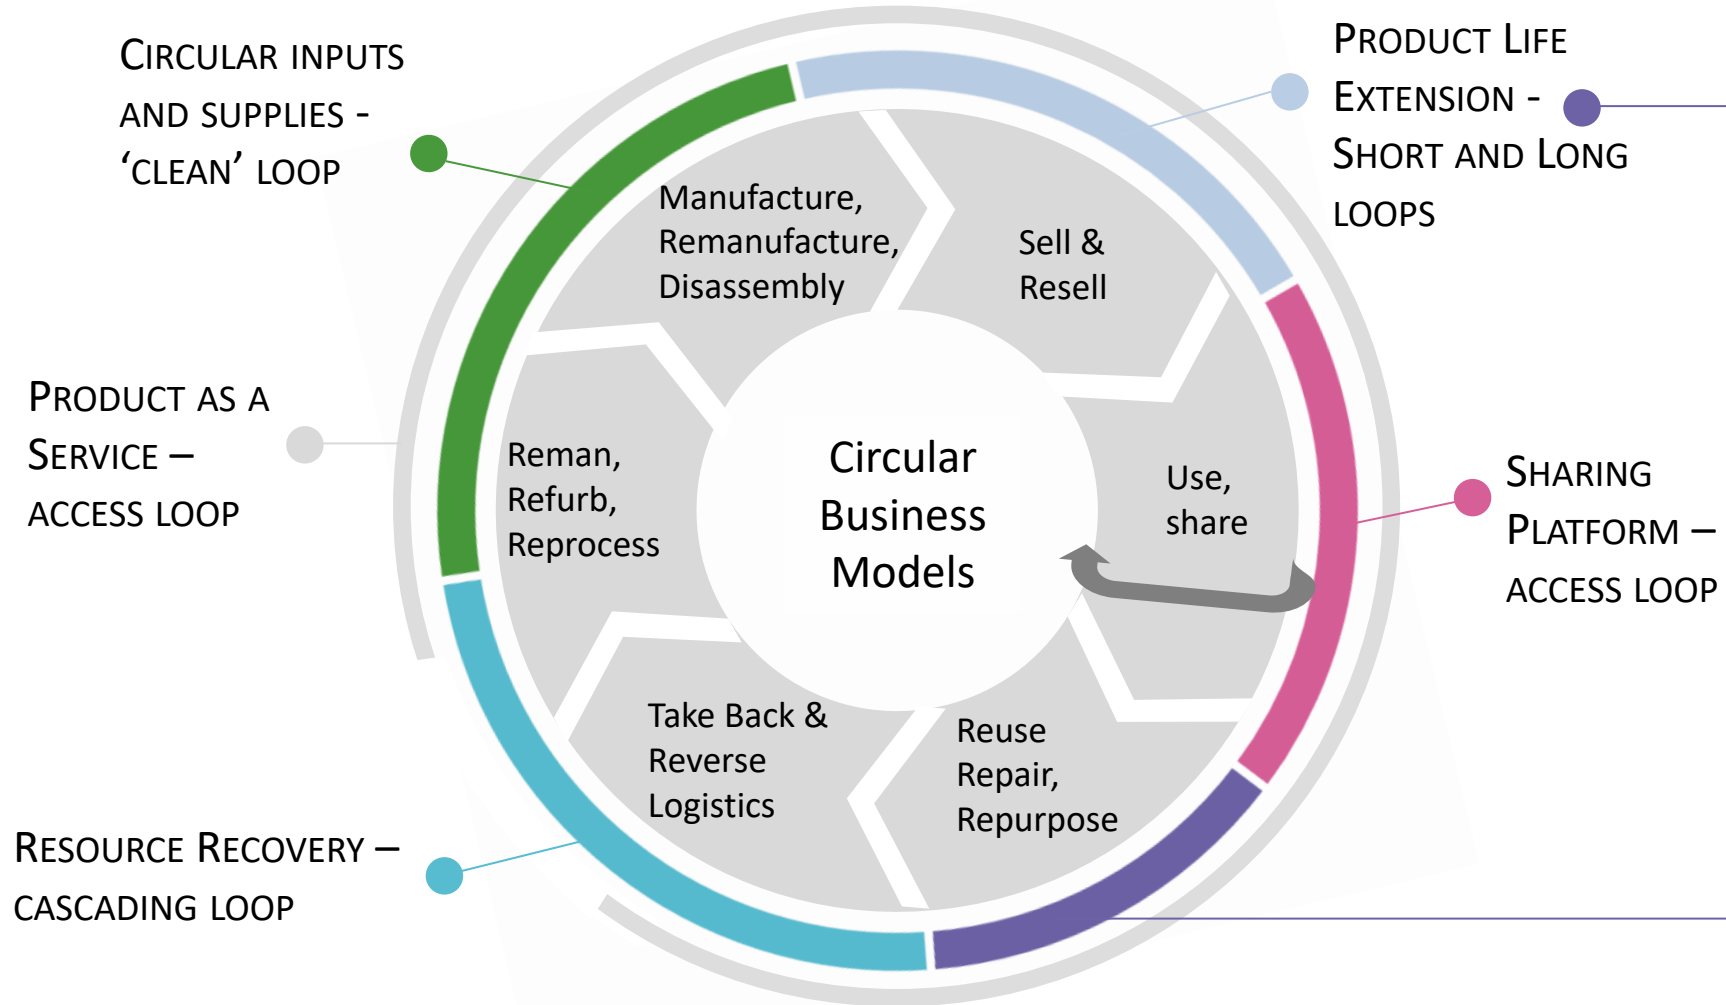 CIRCULAR INPUTS
AND SUPPLIES -
‘CLEAN’ LOOP
PRODUCT LIFE
EXTENSION -
SHORT AND LONG
LOOPS
Manufacture,
Remanufacture,
Disassembly
Sell &
Resell
PRODUCT AS A
SERVICE –
ACCESS LOOP
Reman,
Refurb,
Reprocess
Circular
Business
Models
Use,
share
SHARING
PLATFORM –
ACCESS LOOP
Take Back &
Reverse
Logistics
Reuse
Repair,
Repurpose
RESOURCE RECOVERY –
CASCADING LOOP